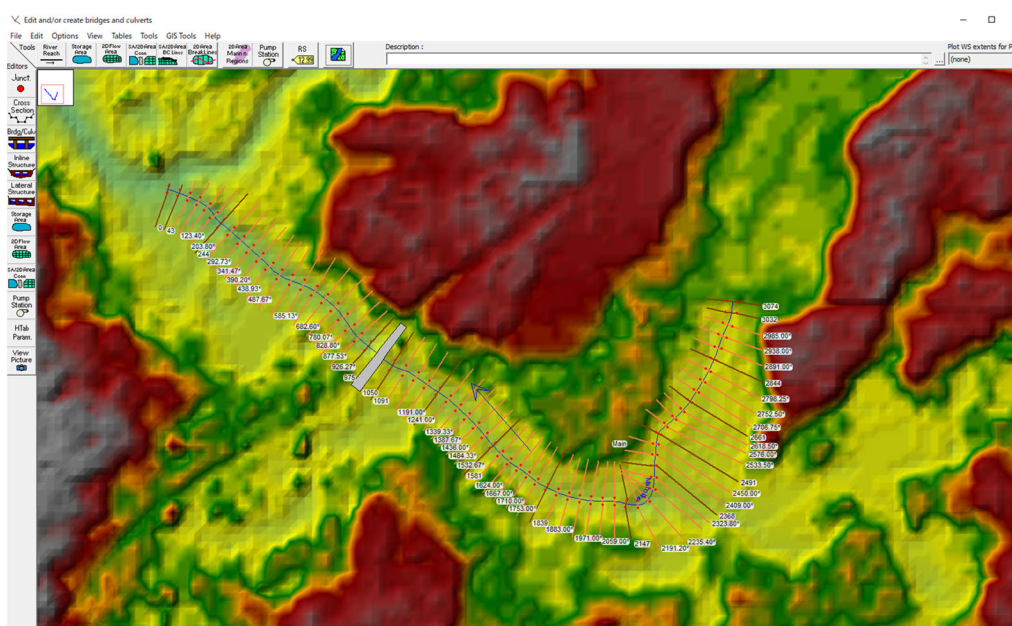 Edit and/or create bridges and culverts
File Edit Options View Tables Tools GIS Tools Help
Tools
River
Reach
Storage
Area
2D Flow
Area
SA/2D Area
Conn
SA/2D Area
BC Lines
2D Area
BreakLines
2D Area
Mann n
Regions
Pump
Station
RS
Description :
Plot WS extents for P
... (none)
Editors
Junct.
Cross
Section
Brdg/Culv
Inline
Structure
Lateral
Structure
Storage
Area
2D Flow
Area
SA/2D Area
Conn
Pump
Station
HTab
Param.
View
Picture
0
43
123.40*
203.80*
244
292.73*
341.47*
390.20*
438.93*
487.67*
585.13*
682.60*
780.07*
828.80*
877.53*
926.27*
975
1050
1091
1191.00*
1241.00*
1339.33*
1387.67*
1436.00*
1484.33*
1532.67*
1581
1624.00*
1667.00*
1710.00*
1753.00*
1839
1883.00*
1971.00*
2059.00*
2147
2191.20*
2235.40*
2323.80*
2368
2409.00*
2450.00*
2491
2533.50*
2576.00*
2618.50*
2661
2706.75*
2752.50*
2798.25*
2844
2891.00*
2938.00*
2985.00*
3032
3074
Main